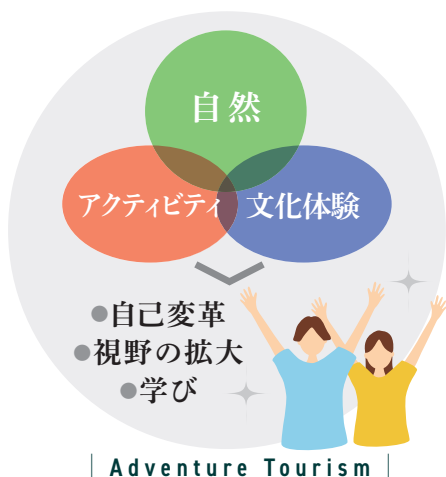 自然
アクティビティ 文化体験
●自己変革
●視野の拡大
●学び
| Adventure Tourism |